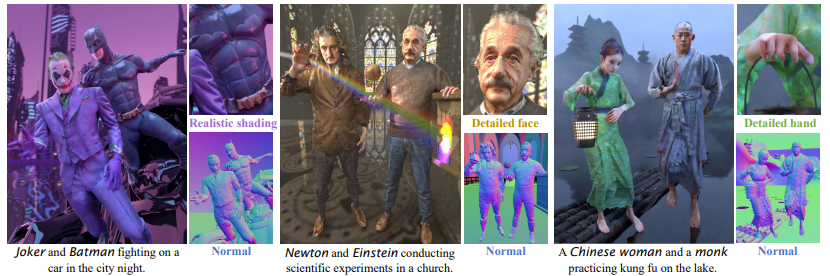 Realistic shading
Normal
Joker and Batman fighting on a
car in the city night.
Detailed face
Normal
Newton and Einstein conducting
scientific experiments in a church.
Detailed hand
Normal
A Chinese woman and a monk
practicing kung fu on the lake.